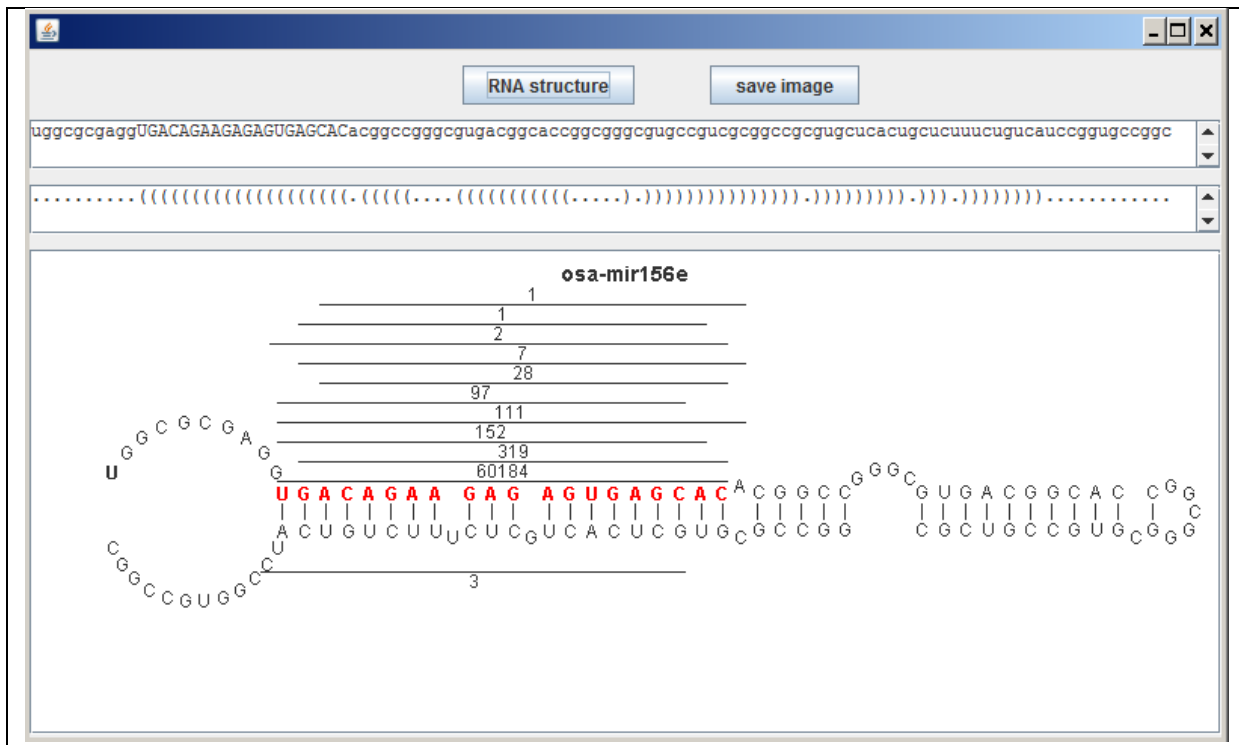 RNA structure
save image
uggcgcgaggUGACAGAAGAGAGUGAGCACacggccgggcgugacggcaccggcgggcgugccgucgcggccgcgugcucacugcucuuucugucauccggugccggc
..........((((((((((((((((((((.(((((....(((((((((((.....).))))))))))))))).))))))))).))).))))))))............
osa-mir156e
1
1
2
7
28
97
111
152
319
60184
U G G C G C G A G G U G A C A G A A G A G A G U G A G C A C A C G G C C G G G C G U G A C G G C A C C G G C
C G G C C G U G G C C U A C U G U C U U U C U C G U C A C U C G U G C G C C G G C G C U G C C G U G C G G G
3